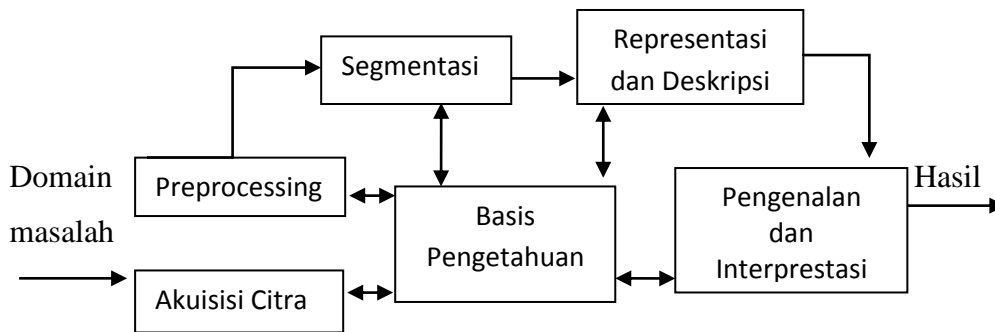 Representasi
dan Deskripsi
Segmentasi
Domain
masalah
Preprocessing
Basis
Pengetahuan
Pengenalan
dan
Interprestasi
Hasil
Akuisisi Citra